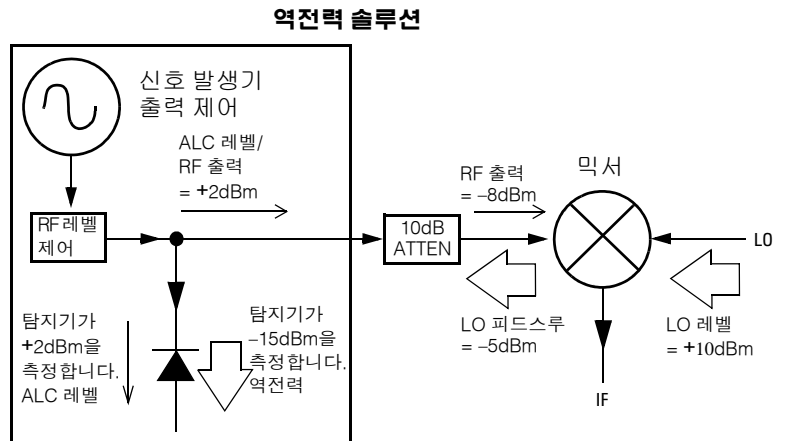 역전력 솔루션
신호 발생기
출력 제어
ALC 레벨/
RF 출력
= +2dBm
RF 레벨
제어
탐지기가
+2dBm을
측정합니다.
ALC 레벨
탐지기가
–15dBm을
측정합니다.
역전력
10dB
ATTEN
RF 출력
= –8dBm
믹서
LO
LO 피드스루
= –5dBm
LO 레벨
= +10dBm
IF